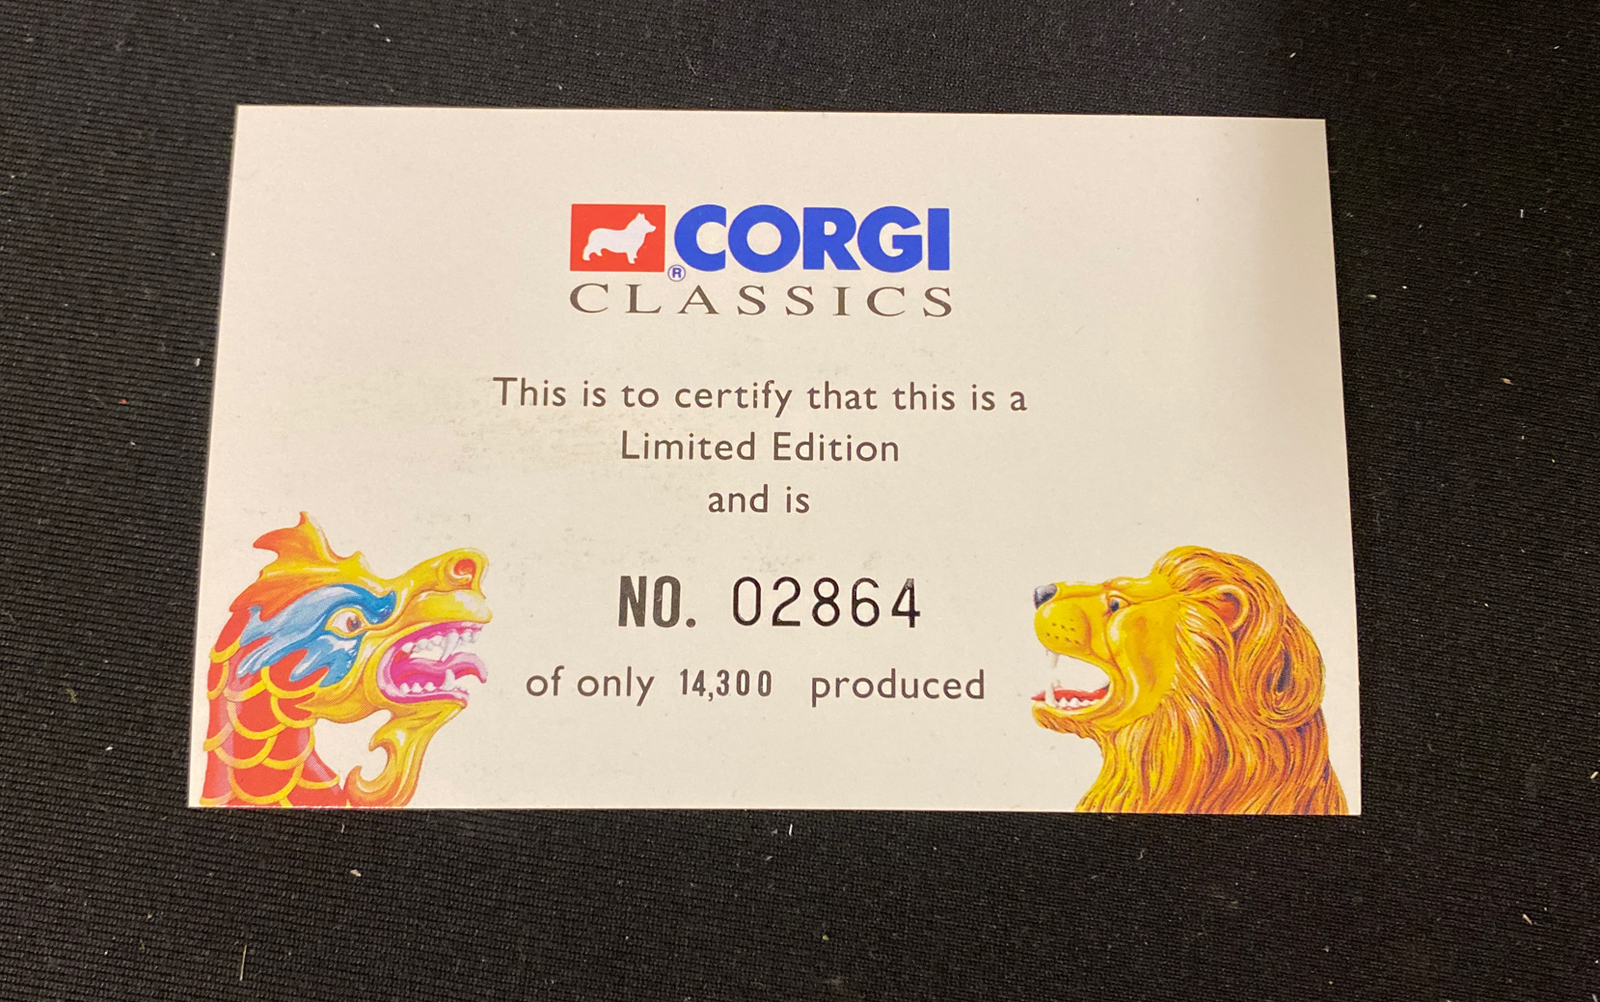 CORGI
®
CLASSICS
This is to certify that this is a
Limited Edition
and is
NO. 02864
of only 14,300 produced